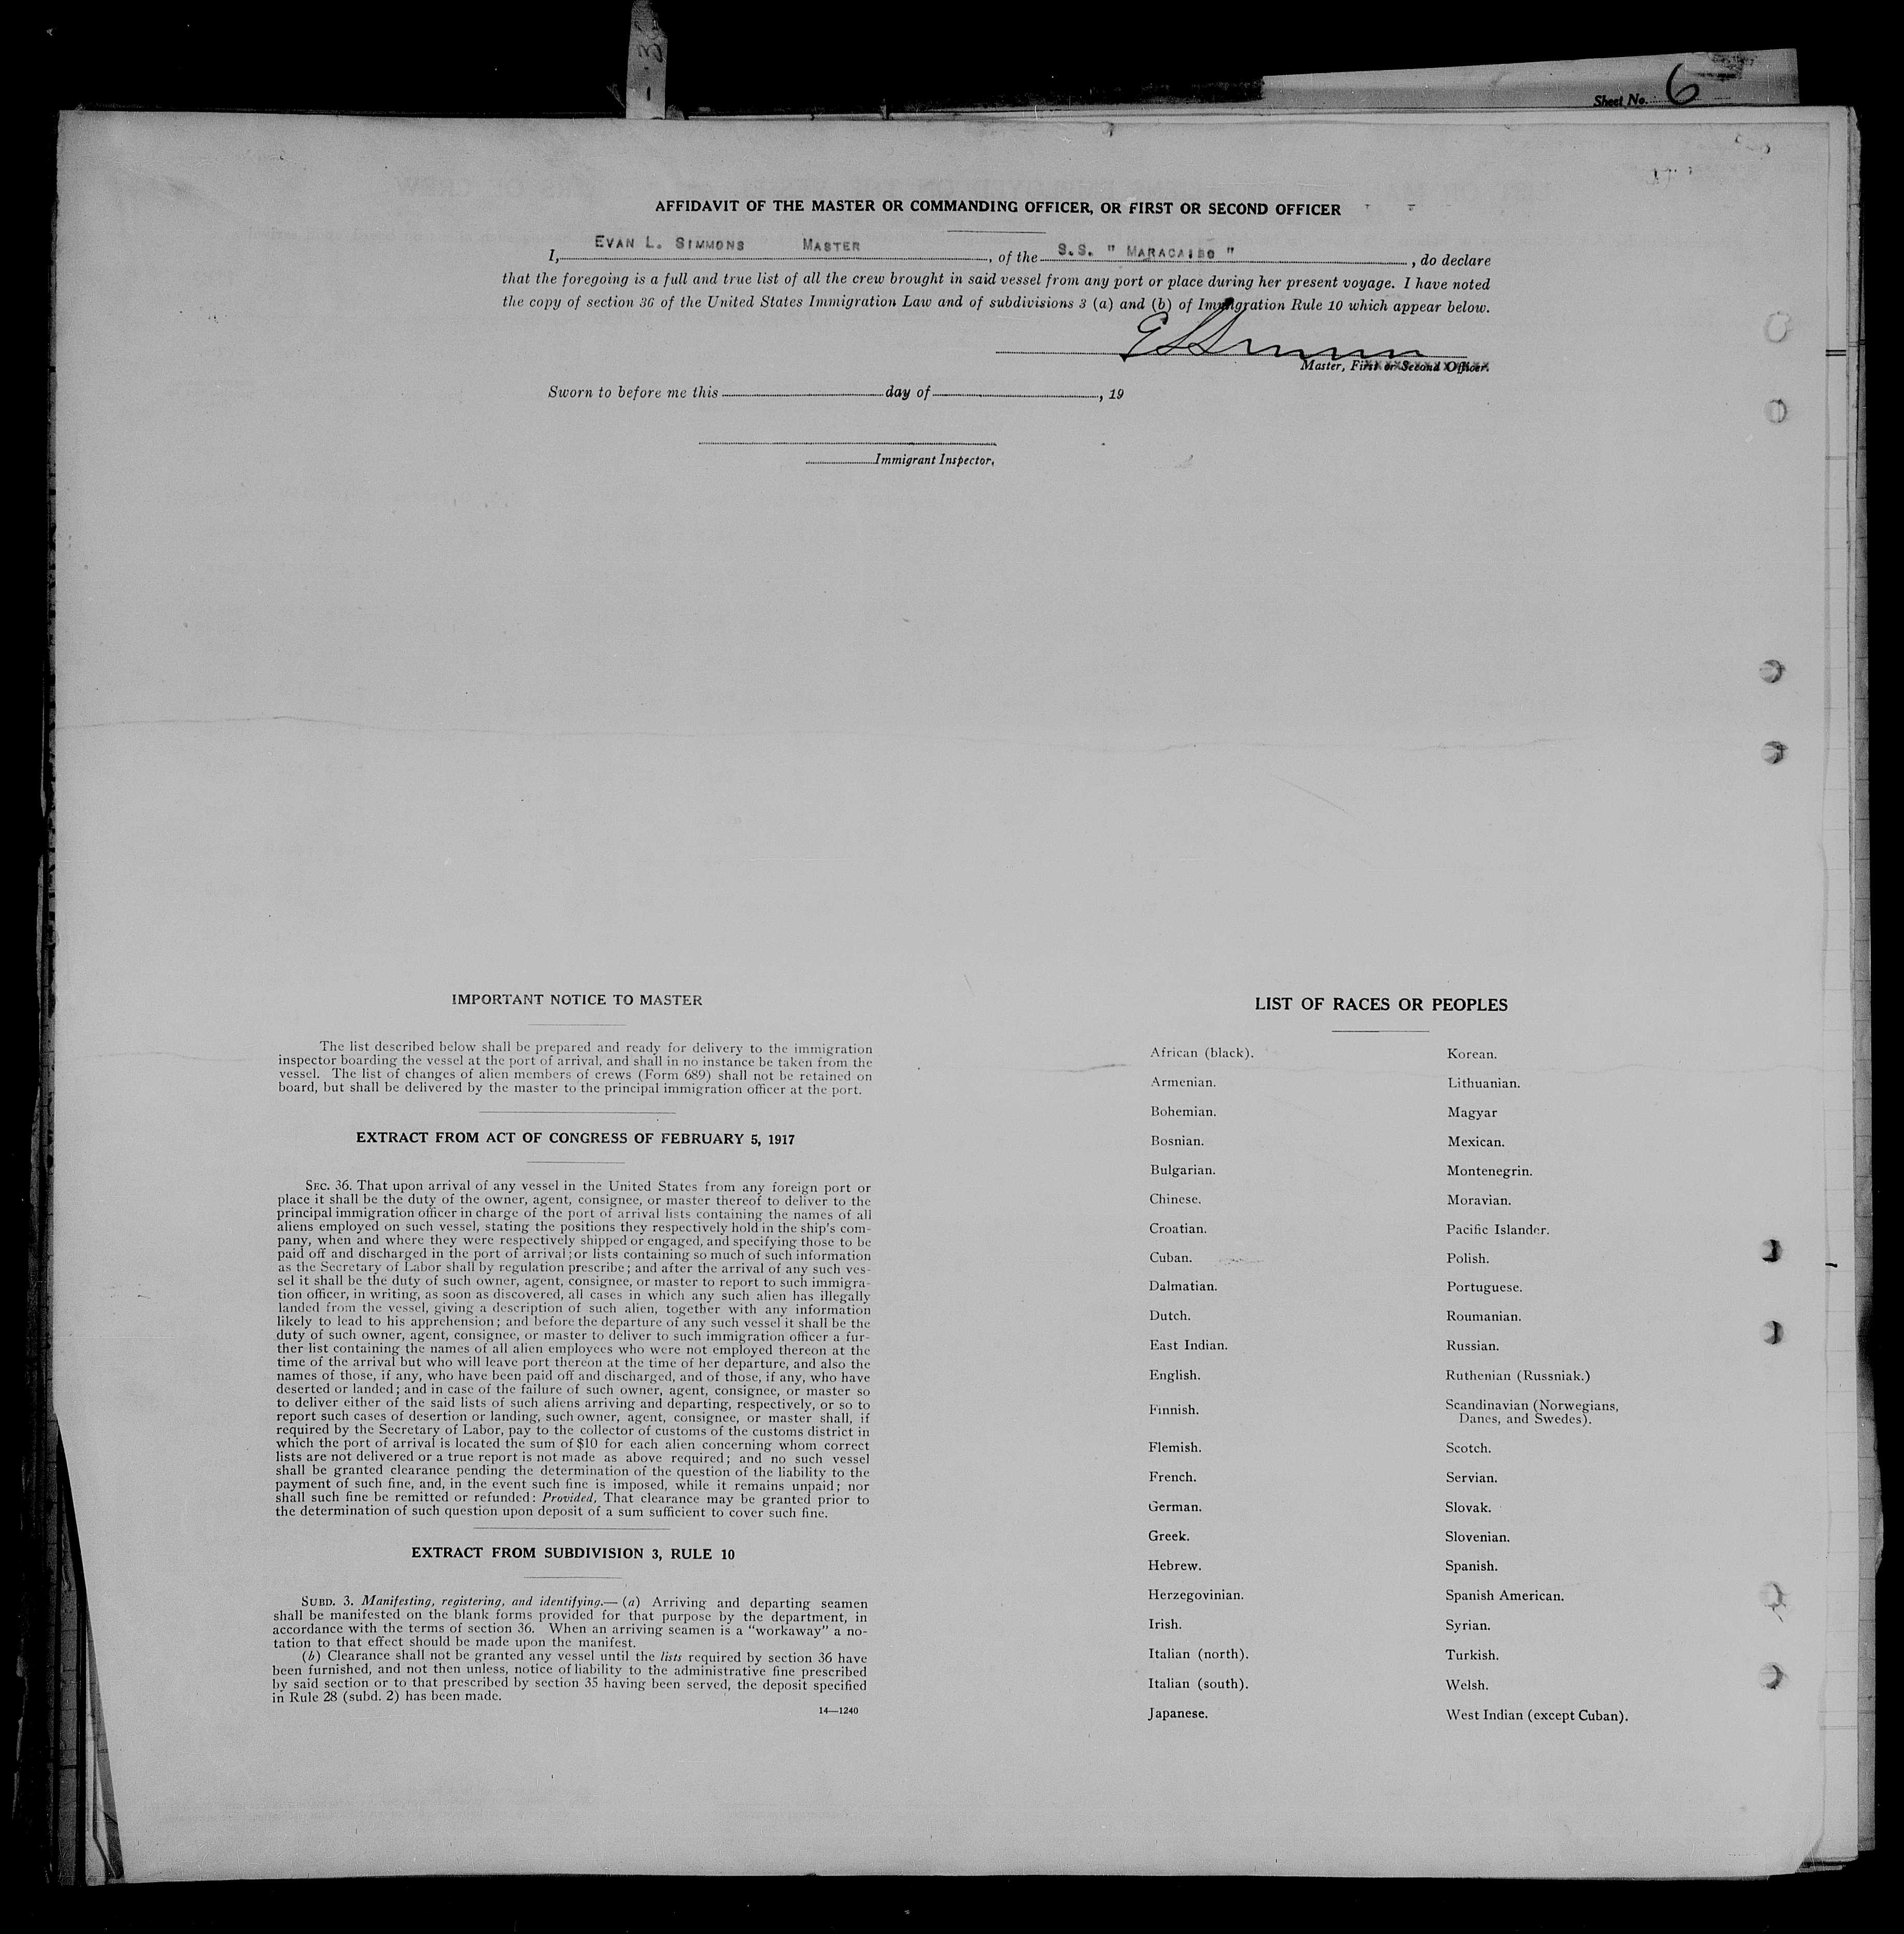 Sheet No. 6
AFFIDAVIT OF THE MASTER OR COMMANDING OFFICER, OR FIRST OR SECOND OFFICER
I, EVAN L. SIMMONS MASTER, of the S.S. " MARACAIBO ", do declare
that the foregoing is a full and true list of all the crew brought in said vessel from any port or place during her present voyage. I have noted
the copy of section 36 of the United States Immigration Law and of subdivisions 3 (a) and (b) of Immigration Rule 10 which appear below.
E L Simmons
Master, First or Second Officer.
Sworn to before me this day of , 19
Immigrant Inspector.
IMPORTANT NOTICE TO MASTER
The list described below shall be prepared and ready for delivery to the immigration
inspector boarding the vessel at the port of arrival, and shall in no instance be taken from the
vessel. The list of changes of alien members of crews (Form 689) shall not be retained on
board, but shall be delivered by the master to the principal immigration officer at the port.
EXTRACT FROM ACT OF CONGRESS OF FEBRUARY 5, 1917
SEC. 36. That upon arrival of any vessel in the United States from any foreign port or
place it shall be the duty of the owner, agent, consignee, or master thereof to deliver to the
principal immigration officer in charge of the port of arrival lists containing the names of all
aliens employed on such vessel, stating the positions they respectively hold in the ship's com-
pany, when and where they were respectively shipped or engaged, and specifying those to be
paid off and discharged in the port of arrival; or lists containing so much of such information
as the Secretary of Labor shall by regulation prescribe; and after the arrival of any such ves-
sel it shall be the duty of such owner, agent, consignee, or master to report to such immigra-
tion officer, in writing, as soon as discovered, all cases in which any such alien has illegally
landed from the vessel, giving a description of such alien, together with any information
likely to lead to his apprehension; and before the departure of any such vessel it shall be the
duty of such owner, agent, consignee, or master to deliver to such immigration officer a fur-
ther list containing the names of all alien employees who were not employed thereon at the
time of the arrival but who will leave port thereon at the time of her departure, and also the
names of those, if any, who have been paid off and discharged, and of those, if any, who have
deserted or landed; and in case of the failure of such owner, agent, consignee, or master so
to deliver either of the said lists of such aliens arriving and departing, respectively, or so to
report such cases of desertion or landing, such owner, agent, consignee, or master shall, if
required by the Secretary of Labor, pay to the collector of customs of the customs district in
which the port of arrival is located the sum of $10 for each alien concerning whom correct
lists are not delivered or a true report is not made as above required; and no such vessel
shall be granted clearance pending the determination of the question of the liability to the
payment of such fine, and, in the event such fine is imposed, while it remains unpaid; nor
shall such fine be remitted or refunded: Provided, That clearance may be granted prior to
the determination of such question upon deposit of a sum sufficient to cover such fine.
EXTRACT FROM SUBDIVISION 3, RULE 10
SUBD. 3. Manifesting, registering, and identifying.— (a) Arriving and departing seamen
shall be manifested on the blank forms provided for that purpose by the department, in
accordance with the terms of section 36. When an arriving seamen is a "workaway" a no-
tation to that effect should be made upon the manifest.
(b) Clearance shall not be granted any vessel until the lists required by section 36 have
been furnished, and not then unless, notice of liability to the administrative fine prescribed
by said section or to that prescribed by section 35 having been served, the deposit specified
in Rule 28 (subd. 2) has been made.
14—1240
LIST OF RACES OR PEOPLES
African (black).
Armenian.
Bohemian.
Bosnian.
Bulgarian.
Chinese.
Croatian.
Cuban.
Dalmatian.
Dutch.
East Indian.
English.
Finnish.
Flemish.
French.
German.
Greek.
Hebrew.
Herzegovinian.
Irish.
Italian (north).
Italian (south).
Japanese.
Korean.
Lithuanian.
Magyar
Mexican.
Montenegrin.
Moravian.
Pacific Islander.
Polish.
Portuguese.
Roumanian.
Russian.
Ruthenian (Russniak.)
Scandinavian (Norwegians,
Danes, and Swedes).
Scotch.
Servian.
Slovak.
Slovenian.
Spanish.
Spanish American.
Syrian.
Turkish.
Welsh.
West Indian (except Cuban).